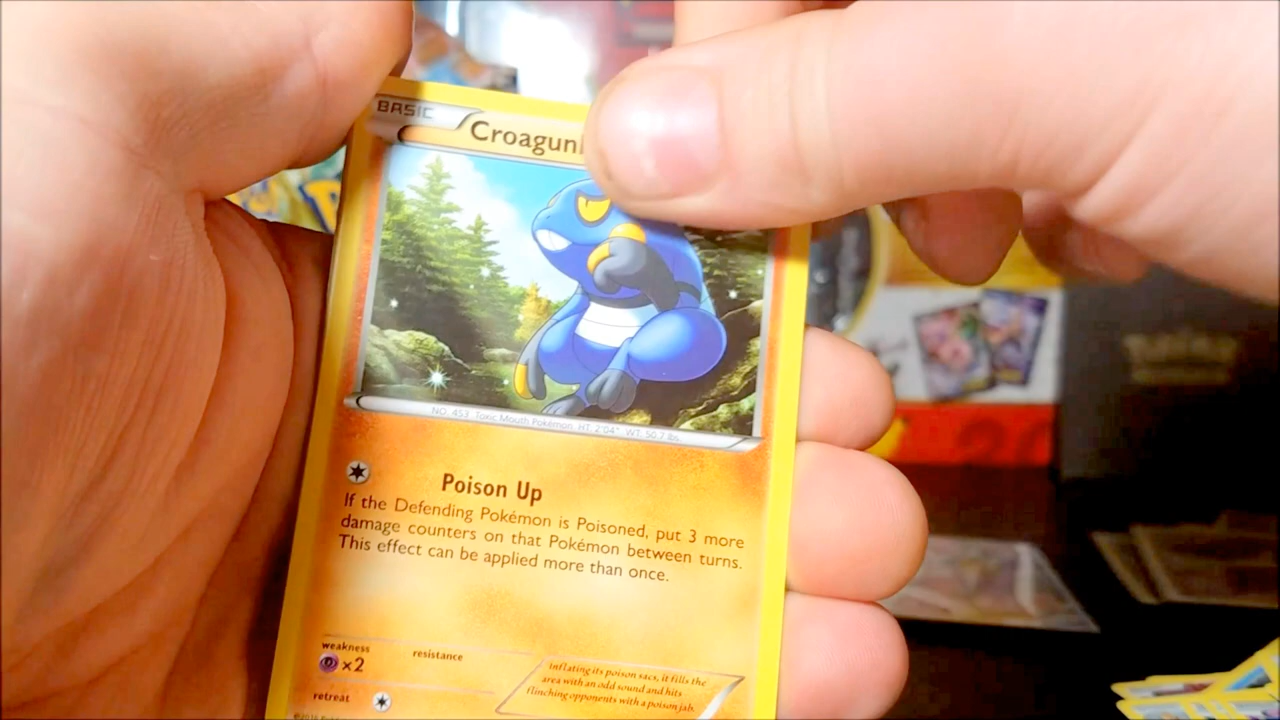 BASIC
Croagun
NO. 453 Toxic Mouth Pokémon. HT: 2'04" WT: 50.7 lbs.
Poison Up
If the Defending Pokémon is Poisoned, put 3 more
damage counters on that Pokémon between turns.
This effect can be applied more than once.
weakness
×2
resistance
retreat
Inflating its poison sacs, it fills the
area with an odd sound and hits
flinching opponents with a poison jab.